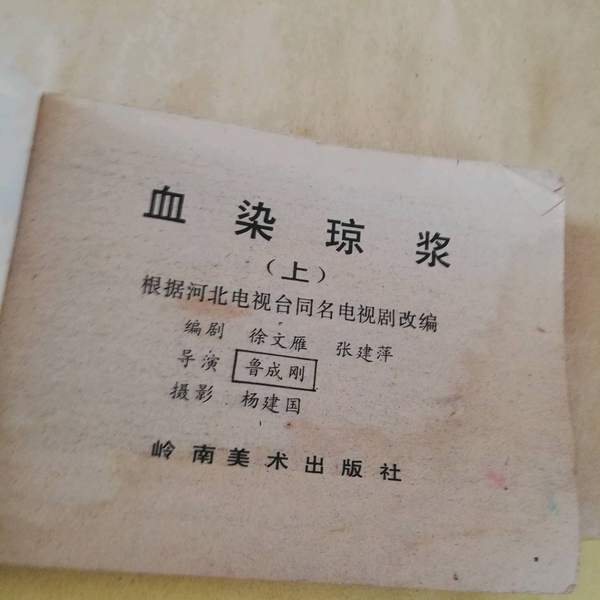 血染琼浆
（上）
根据河北电视台同名电视剧改编
编剧 徐文雁 张建萍
导演 鲁成刚
摄影 杨建国
岭南美术出版社